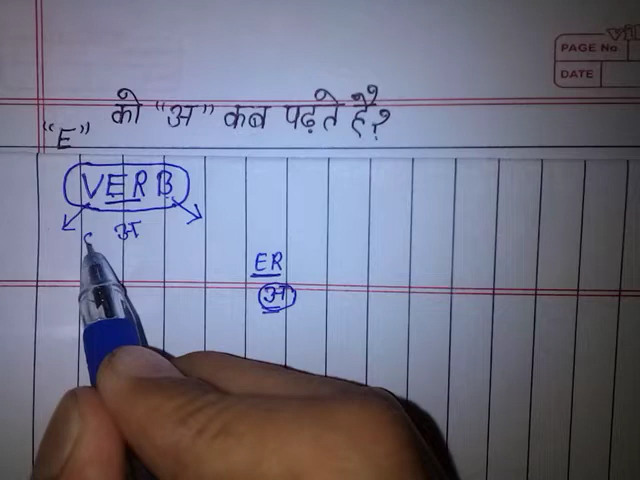 PAGE No
DATE
"E" को "अ" कब पढ़ते है?
VERB
अ
ER
अ